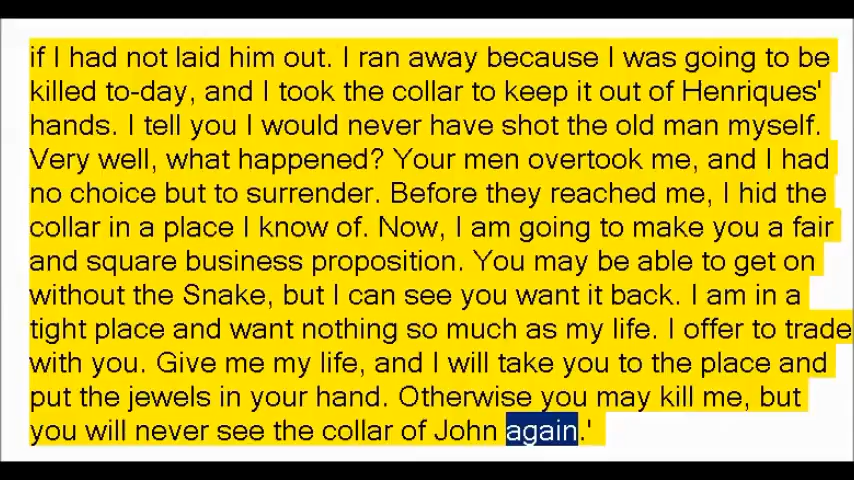 if I had not laid him out. I ran away because I was going to be
killed to-day, and I took the collar to keep it out of Henriques'
hands. I tell you I would never have shot the old man myself.
Very well, what happened? Your men overtook me, and I had
no choice but to surrender. Before they reached me, I hid the
collar in a place I know of. Now, I am going to make you a fair
and square business proposition. You may be able to get on
without the Snake, but I can see you want it back. I am in a
tight place and want nothing so much as my life. I offer to trade
with you. Give me my life, and I will take you to the place and
put the jewels in your hand. Otherwise you may kill me, but
you will never see the collar of John again.'